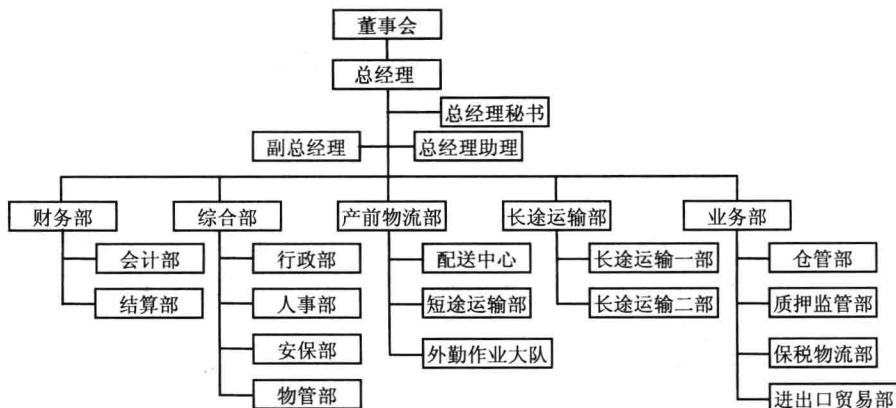 董事会
总经理
总经理秘书
副总经理 总经理助理
财务部 综合部 产前物流部 长途运输部 业务部
会计部 行政部 配送中心 长途运输一部 仓管部
结算部 人事部 短途运输部 长途运输二部 质押监管部
安保部 外勤作业大队 保税物流部
物管部 进出口贸易部